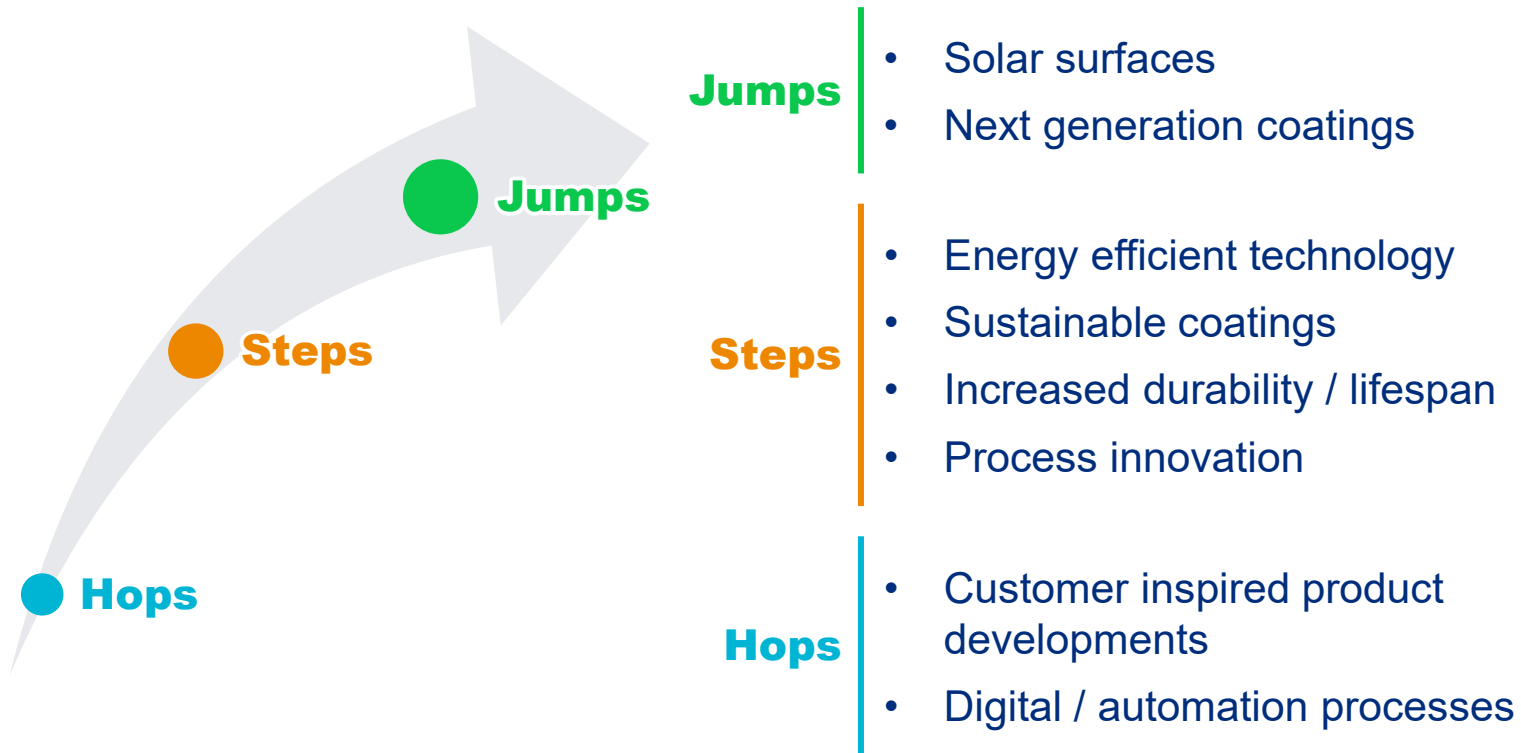 Jumps
Steps
Hops
Jumps
• Solar surfaces
• Next generation coatings
Steps
• Energy efficient technology
• Sustainable coatings
• Increased durability / lifespan
• Process innovation
Hops
• Customer inspired product
developments
• Digital / automation processes